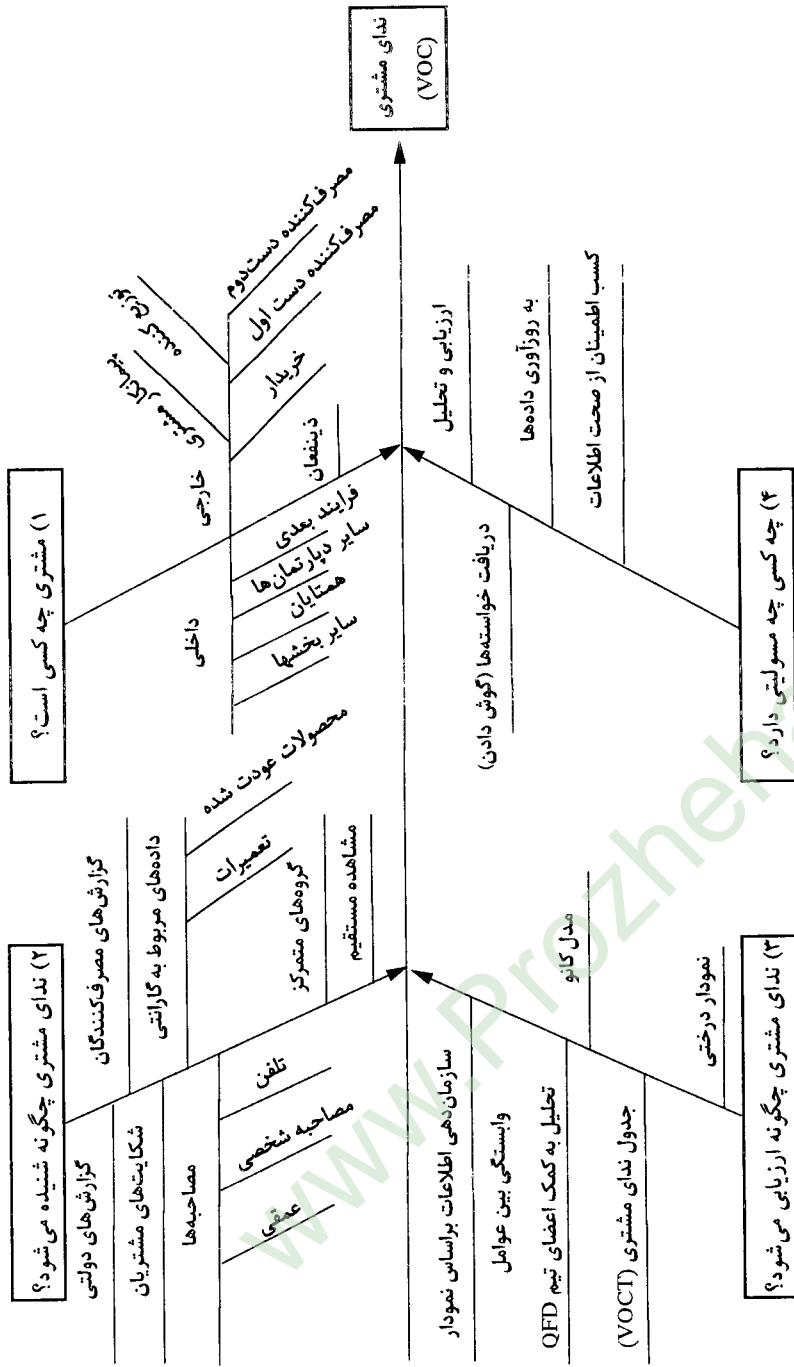 ندای مشتری
(VOC)
۱) مشتری چه کسی است؟
خارجی
پیمانکار مشتری
توزیع کننده
مصرف‌کننده دست‌دوم
مصرف‌کننده دست اول
خریدار
ذینفعان
داخلی
فرایند بعدی
سایر دپارتمان‌ها
همتایان
سایر بخشها
۲) ندای مشتری چگونه شنیده می‌شود؟
گزارش‌های مصرف‌کنندگان
داده‌های مربوط به گارانتی
محصولات عودت شده
تعمیرات
گروه‌های متمرکز
مشاهده مستقیم
گزارش‌های دولتی
شکایت‌های مشتریان
مصاحبه‌ها
تلفن
مصاحبه شخصی
عمقی
۳) ندای مشتری چگونه ارزیابی می‌شود؟
سازمان‌دهی اطلاعات براساس نمودار
وابستگی بین عوامل
تحلیل به کمک اعضای تیم QFD
جدول ندای مشتری (VOCT)
مدل کانو
نمودار درختی
۴) چه کسی چه مسولیتی دارد؟
دریافت خواسته‌ها (گوش دادن)
ارزیابی و تحلیل
به روزآوری داده‌ها
کسب اطمینان از صحت اطلاعات
www.Prozheha